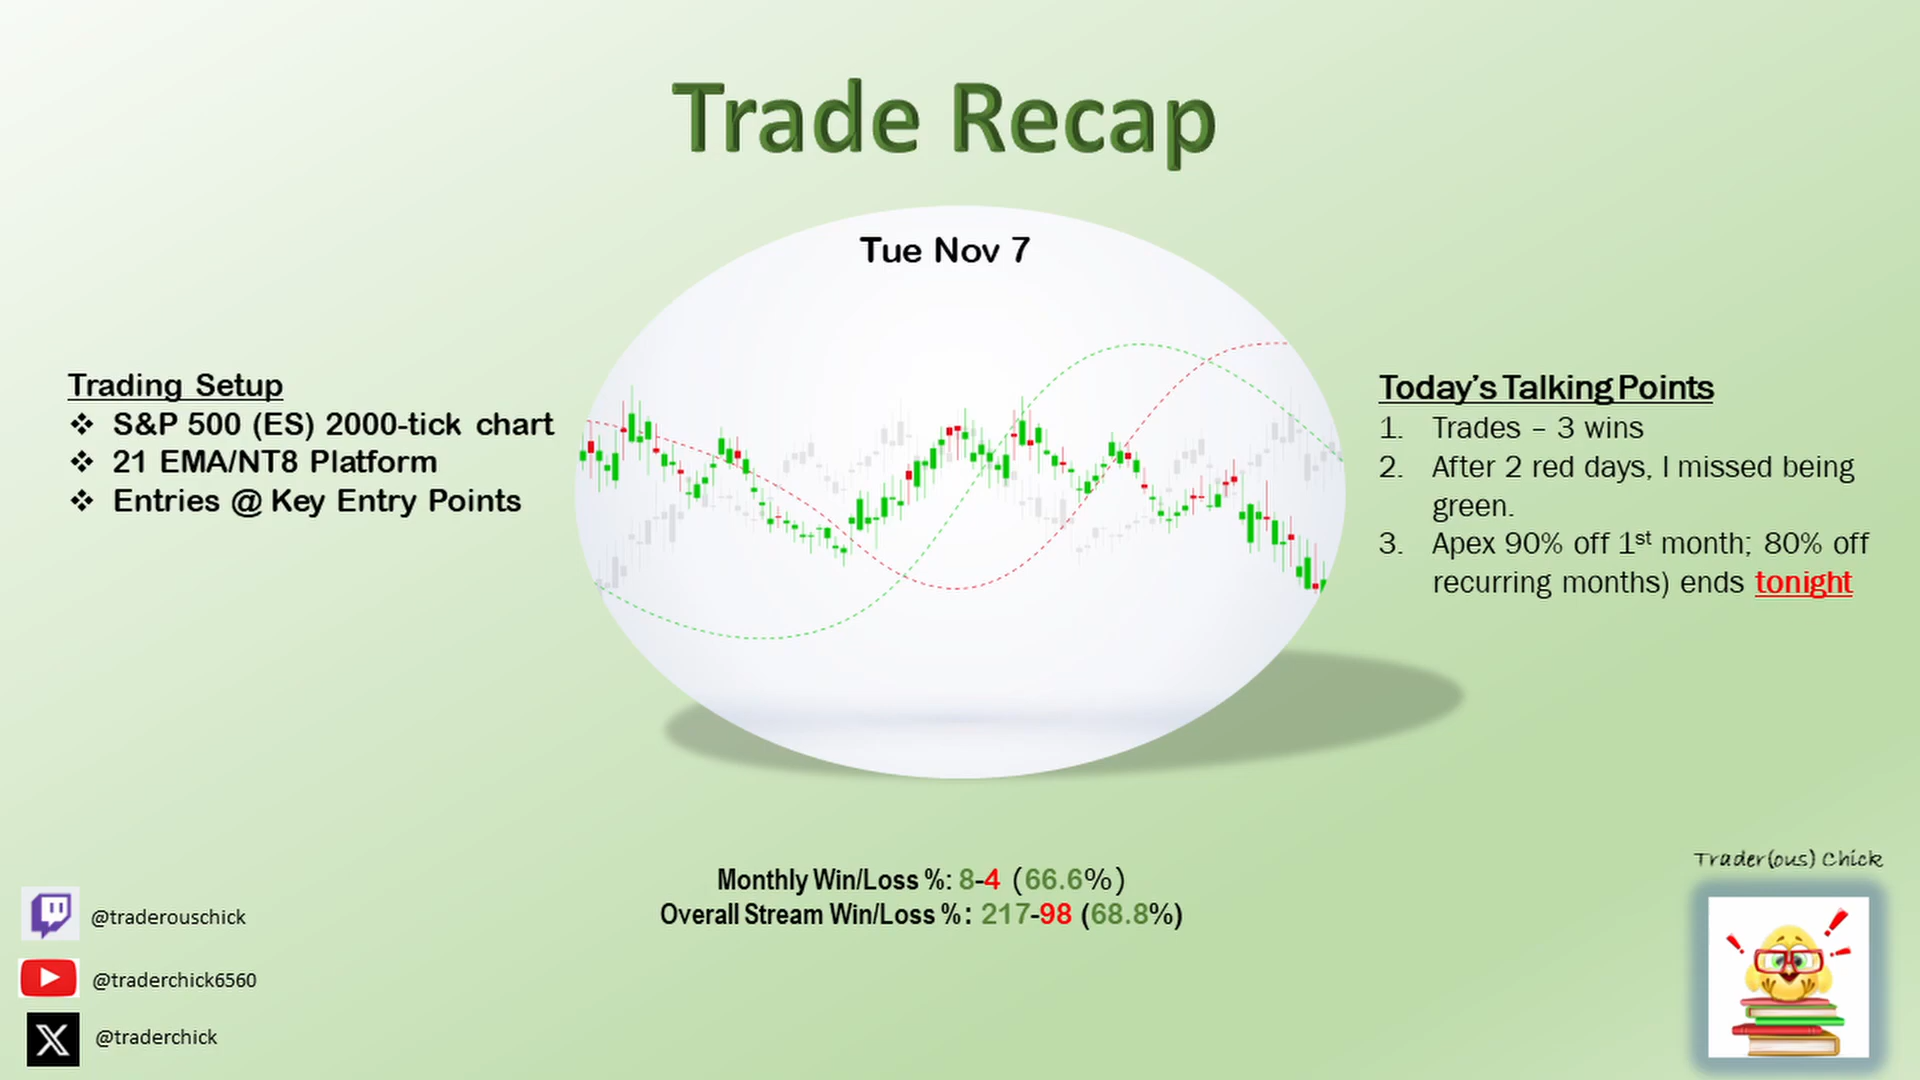 Trade Recap
Tue Nov 7
Trading Setup
❖ S&P 500 (ES) 2000-tick chart
❖ 21 EMA/NT8 Platform
❖ Entries @ Key Entry Points
Today's Talking Points
1. Trades – 3 wins
2. After 2 red days, I missed being
green.
3. Apex 90% off 1st month; 80% off
recurring months) ends tonight
Monthly Win/Loss %: 8-4 (66.6%)
Overall Stream Win/Loss %: 217-98 (68.8%)
@traderouschick
@traderchick6560
@traderchick
Trader(ous) Chick